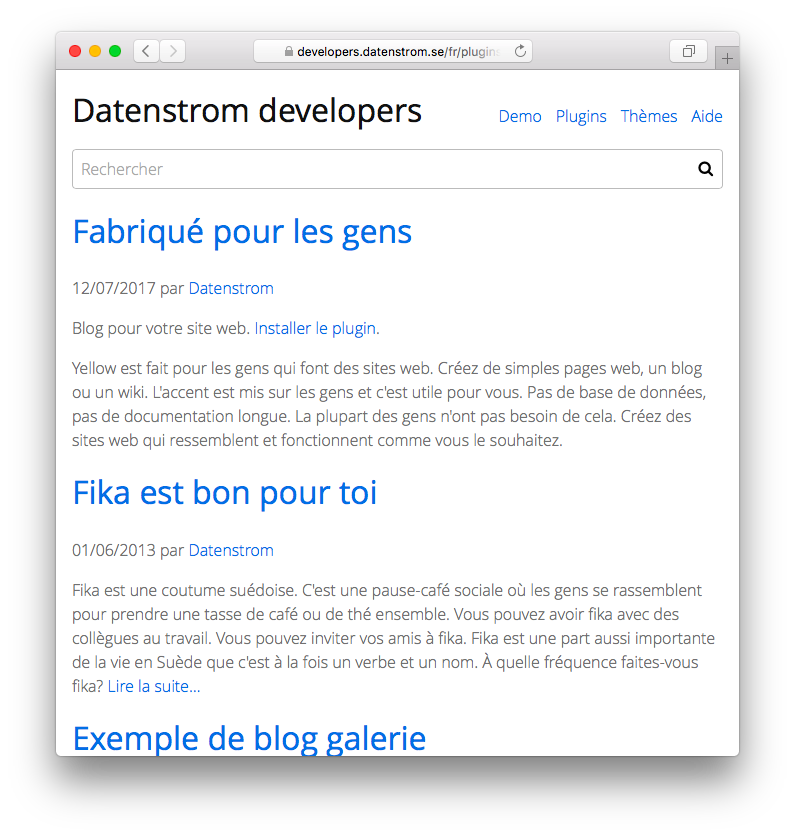 developers.datenstrom.se/fr/plugins
Datenstrom developers
Demo Plugins Thèmes Aide
Rechercher
Fabriqué pour les gens
12/07/2017 par Datenstrom
Blog pour votre site web. Installer le plugin.
Yellow est fait pour les gens qui font des sites web. Créez de simples pages web, un blog
ou un wiki. L'accent est mis sur les gens et c'est utile pour vous. Pas de base de données,
pas de documentation longue. La plupart des gens n'ont pas besoin de cela. Créez des
sites web qui ressemblent et fonctionnent comme vous le souhaitez.
Fika est bon pour toi
01/06/2013 par Datenstrom
Fika est une coutume suédoise. C'est une pause-café sociale où les gens se rassemblent
pour prendre une tasse de café ou de thé ensemble. Vous pouvez avoir fika avec des
collègues au travail. Vous pouvez inviter vos amis à fika. Fika est une part aussi importante
de la vie en Suède que c'est à la fois un verbe et un nom. À quelle fréquence faites-vous
fika? Lire la suite...
Exemple de blog galerie